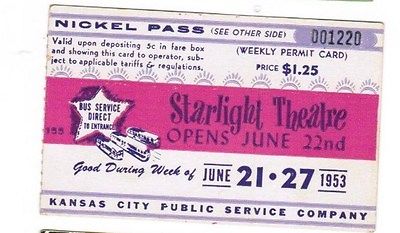 NICKEL PASS (SEE OTHER SIDE) 001220
Valid upon depositing 5c in fare box
and showing this card to operator, sub-
ject to applicable tariffs & regulations.
(WEEKLY PERMIT CARD)
PRICE $1.25
BUS SERVICE
DIRECT
TO ENTRANCE
155
Starlight Theatre
OPENS JUNE 22nd
Good During Week of JUNE 21·27 1953
KANSAS CITY PUBLIC SERVICE COMPANY